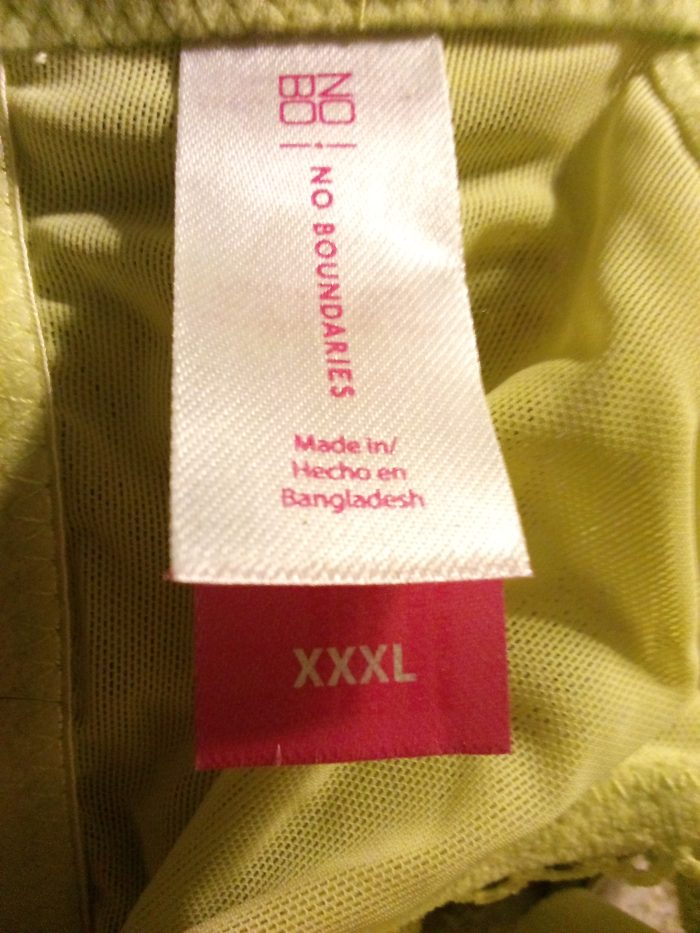 NO
BO
NO BOUNDARIES
Made in/
Hecho en
Bangladesh
XXXL